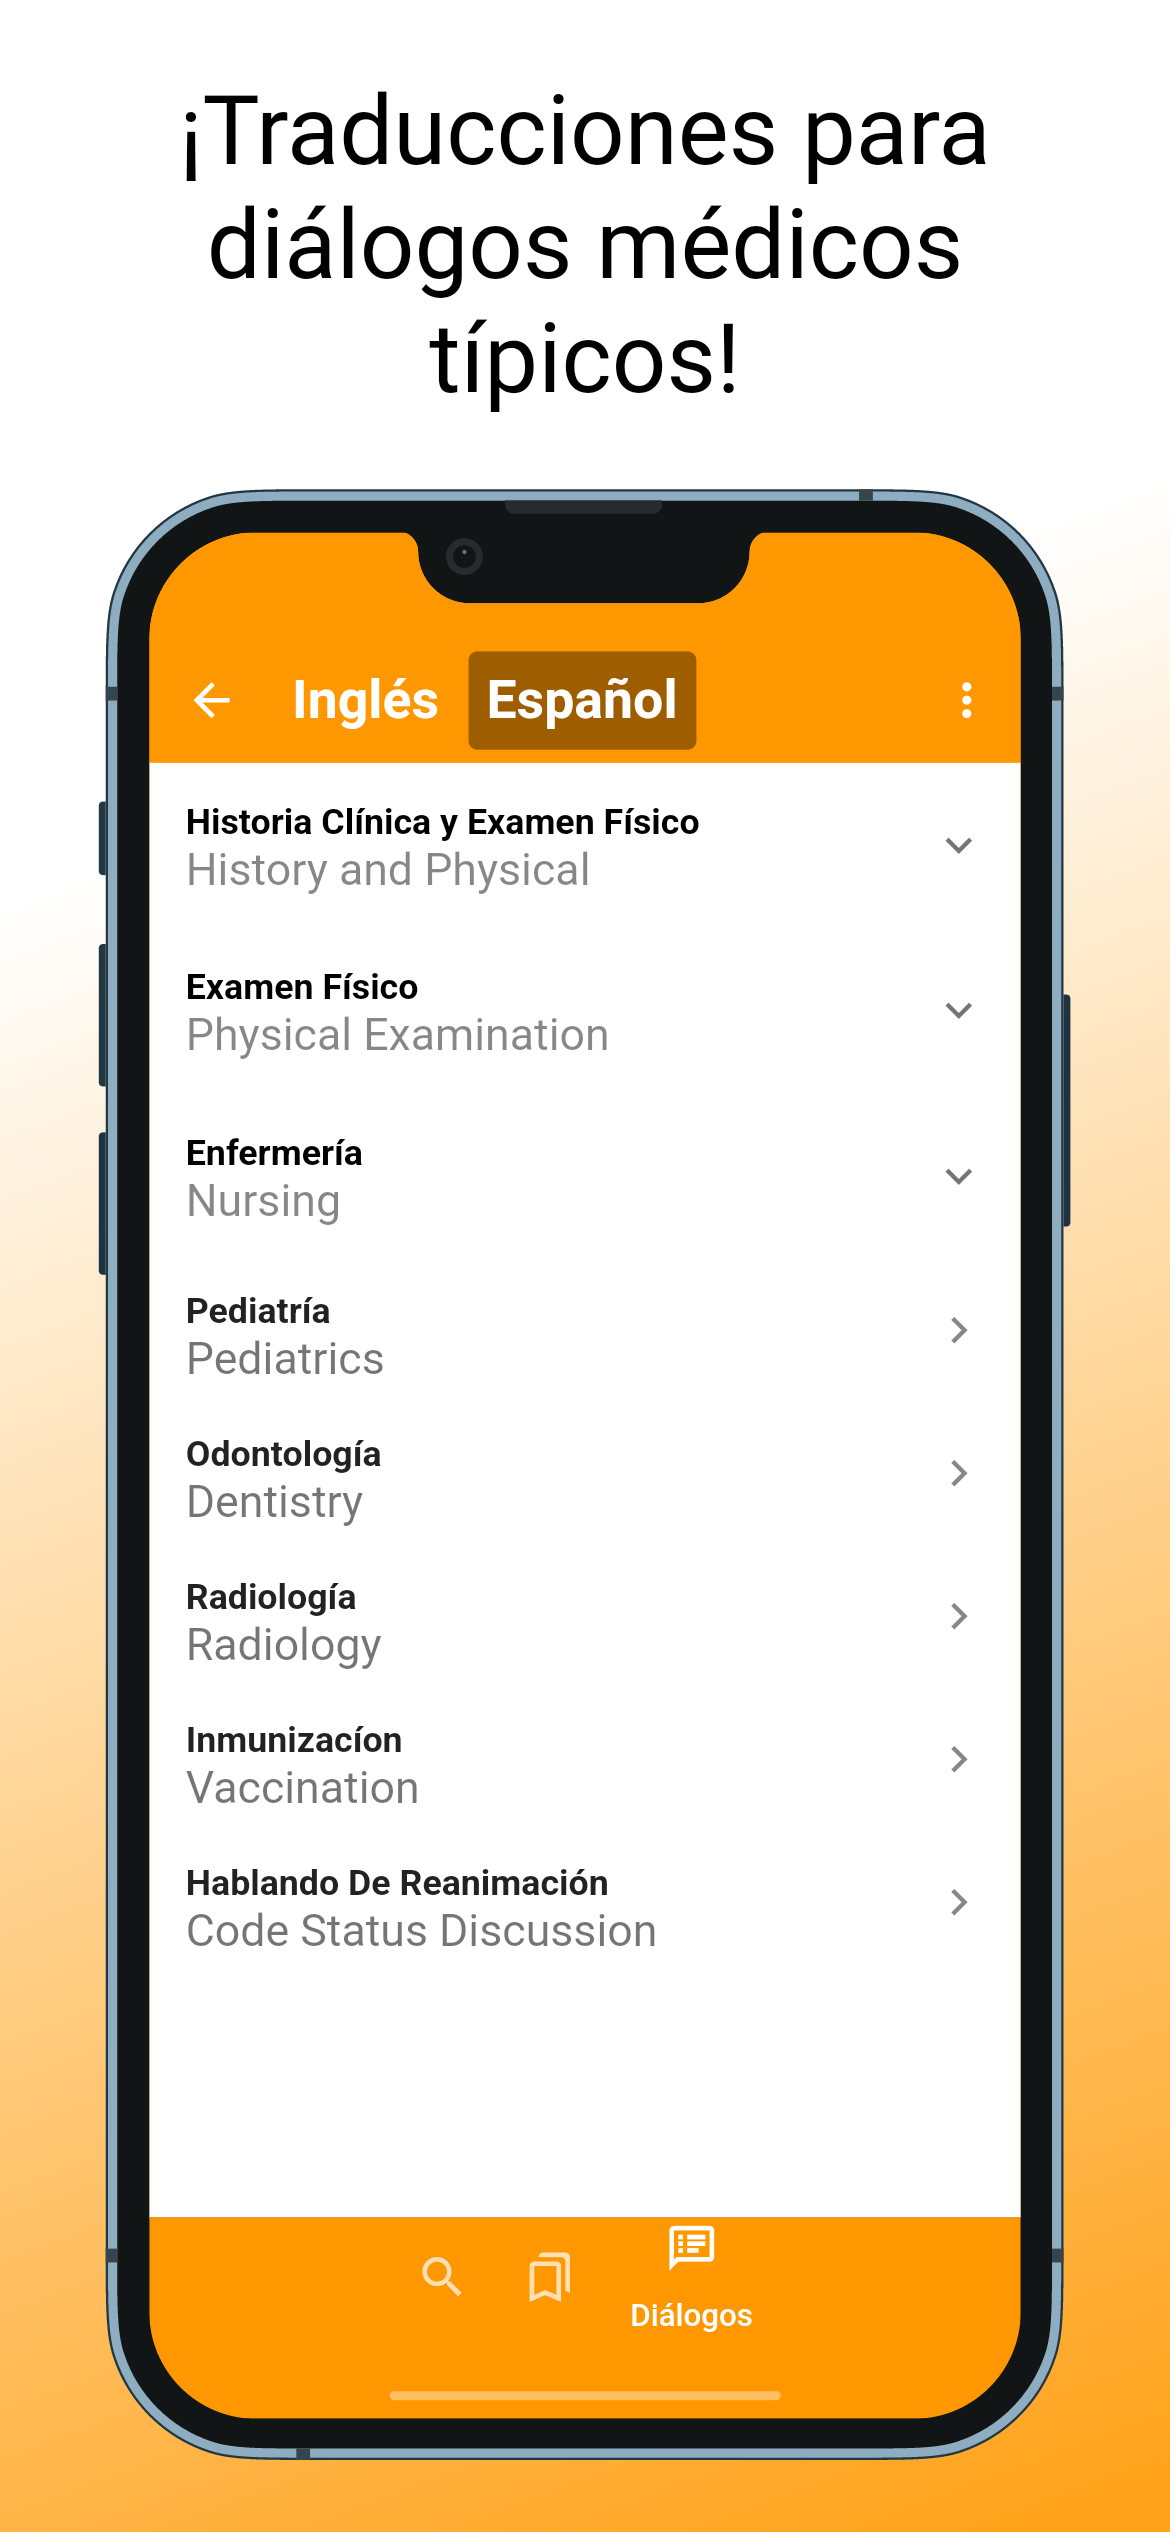 ¡Traducciones para
diálogos médicos
típicos!
Inglés Español
Historia Clínica y Examen Físico
History and Physical
Examen Físico
Physical Examination
Enfermería
Nursing
Pediatría
Pediatrics
Odontología
Dentistry
Radiología
Radiology
Inmunizacíon
Vaccination
Hablando De Reanimación
Code Status Discussion
Diálogos